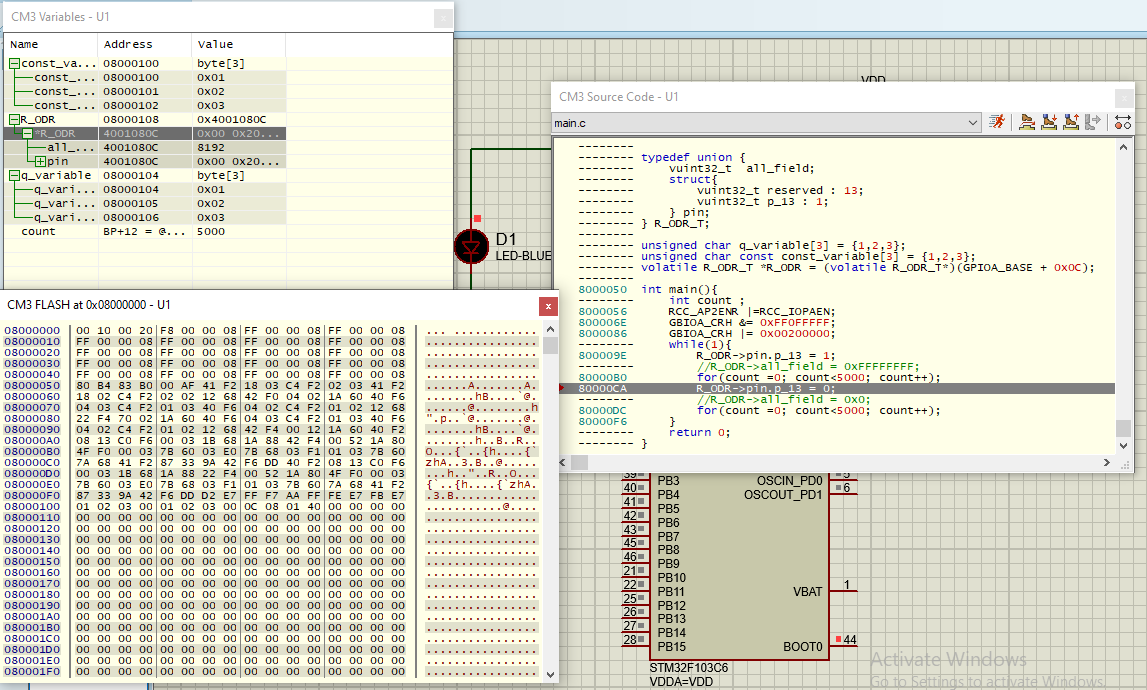 CM3 Variables - U1
Name Address Value
const_va... 08000100 byte[3]
const_... 08000100 0x01
const_... 08000101 0x02
const_... 08000102 0x03
R_ODR 08000108 0x4001080C
*R_ODR 4001080C 0x00 0x20...
all_... 4001080C 8192
pin 4001080C 0x00 0x20...
q_variable 08000104 byte[3]
q_vari... 08000104 0x01
q_vari... 08000105 0x02
q_vari... 08000106 0x03
count BP+12 = @... 5000
VDD
D1
LED-BLUE
CM3 Source Code - U1
main.c
-------- 
-------- typedef union {
-------- vuint32_t all_field;
-------- struct{
-------- vuint32_t reserved : 13;
-------- vuint32_t p_13 : 1;
-------- } pin;
-------- } R_ODR_T;
--------
-------- unsigned char q_variable[3] = {1,2,3};
-------- unsigned char const const_variable[3] = {1,2,3};
-------- volatile R_ODR_T *R_ODR = (volatile R_ODR_T*)(GPIOA_BASE + 0x0C);
--------
8000050 int main(){
-------- int count ;
8000056 RCC_AP2ENR |=RCC_IOPAEN;
800006E GBIOA_CRH &= 0xFF0FFFFF;
8000086 GBIOA_CRH |= 0x00200000;
-------- while(1){
800009E R_ODR->pin.p_13 = 1;
-------- //R_ODR->all_field = 0xFFFFFFFF;
80000B0 for(count =0; count<5000; count++);
80000CA R_ODR->pin.p_13 = 0;
-------- //R_ODR->all_field = 0x0;
80000DC for(count =0; count<5000; count++);
80000F6 }
-------- return 0;
-------- }
CM3 FLASH at 0x08000000 - U1
08000000 00 10 00 20 F8 00 00 08 FF 00 00 08 FF 00 00 08
08000010 FF 00 00 08 FF 00 00 08 FF 00 00 08 FF 00 00 08
08000020 FF 00 00 08 FF 00 00 08 FF 00 00 08 FF 00 00 08
08000030 FF 00 00 08 FF 00 00 08 FF 00 00 08 FF 00 00 08
08000040 FF 00 00 08 FF 00 00 08 FF 00 00 08 FF 00 00 08
08000050 80 B4 83 B0 00 AF 41 F2 18 03 C4 F2 02 03 41 F2
08000060 18 02 C4 F2 02 02 12 68 42 F0 04 02 1A 60 40 F6
08000070 04 03 C4 F2 01 03 40 F6 04 02 C4 F2 01 02 12 68
08000080 22 F4 70 02 1A 60 40 F6 04 03 C4 F2 01 03 40 F6
08000090 04 02 C4 F2 01 02 12 68 42 F4 00 12 1A 60 40 F2
080000A0 08 13 C0 F6 00 03 1B 68 1A 88 42 F4 00 52 1A 80
080000B0 4F F0 00 03 7B 60 03 E0 7B 68 03 F1 01 03 7B 60
080000C0 7A 68 41 F2 87 33 9A 42 F6 DD 40 F2 08 13 C0 F6
080000D0 00 03 1B 68 1A 88 22 F4 00 52 1A 80 4F F0 00 03
080000E0 7B 60 03 E0 7B 68 03 F1 01 03 7B 60 7A 68 41 F2
080000F0 87 33 9A 42 F6 DD D2 E7 FF F7 AA FF FE E7 FB E7
08000100 01 02 03 00 01 02 03 00 0C 08 01 40 00 00 00 00
08000110 00 00 00 00 00 00 00 00 00 00 00 00 00 00 00 00
08000120 00 00 00 00 00 00 00 00 00 00 00 00 00 00 00 00
08000130 00 00 00 00 00 00 00 00 00 00 00 00 00 00 00 00
08000140 00 00 00 00 00 00 00 00 00 00 00 00 00 00 00 00
08000150 00 00 00 00 00 00 00 00 00 00 00 00 00 00 00 00
08000160 00 00 00 00 00 00 00 00 00 00 00 00 00 00 00 00
08000170 00 00 00 00 00 00 00 00 00 00 00 00 00 00 00 00
08000180 00 00 00 00 00 00 00 00 00 00 00 00 00 00 00 00
08000190 00 00 00 00 00 00 00 00 00 00 00 00 00 00 00 00
080001A0 00 00 00 00 00 00 00 00 00 00 00 00 00 00 00 00
080001B0 00 00 00 00 00 00 00 00 00 00 00 00 00 00 00 00
080001C0 00 00 00 00 00 00 00 00 00 00 00 00 00 00 00 00
080001D0 00 00 00 00 00 00 00 00 00 00 00 00 00 00 00 00
080001E0 00 00 00 00 00 00 00 00 00 00 00 00 00 00 00 00
080001F0 00 00 00 00 00 00 00 00 00 00 00 00 00 00 00 00
39 PB3 OSCIN_PD0 5
40 PB4 OSCOUT_PD1 6
41 PB5
42 PB6
43 PB7
45 PB8
46 PB9
21 PB10
22 PB11 VBAT 1
25 PB12
26 PB13
27 PB14
28 PB15 BOOT0 44
STM32F103C6
VDDA=VDD
Activate Windows
Go to Settings to activate Windows.